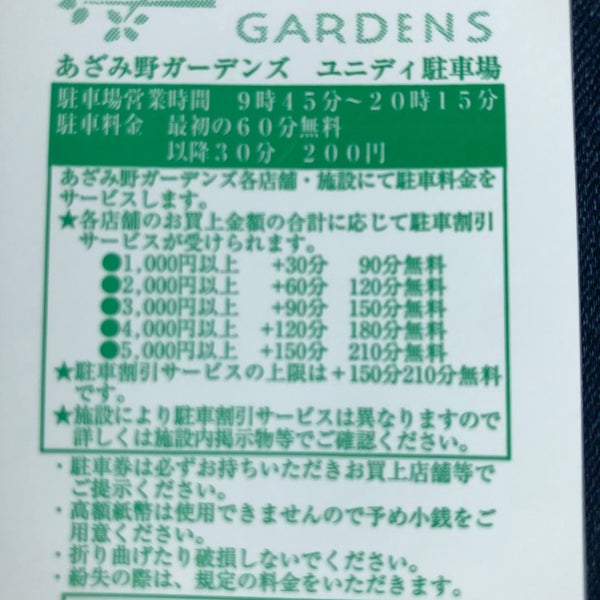 GARDENS
あざみ野ガーデンズ　ユニディ駐車場
駐車場営業時間　9時45分～20時15分
駐車料金　最初の60分無料
以降30分／200円
あざみ野ガーデンズ各店舗・施設にて駐車料金を
サービスします。
★各店舗のお買上金額の合計に応じて駐車割引
サービスが受けられます。
●1,000円以上　+30分　90分無料
●2,000円以上　+60分　120分無料
●3,000円以上　+90分　150分無料
●4,000円以上　+120分　180分無料
●5,000円以上　+150分　210分無料
★駐車割引サービスの上限は+150分210分無料
です。
★施設により駐車割引サービスは異なりますので
詳しくは施設内掲示物等でご確認ください。
・駐車券は必ずお持ちいただきお買上店舗等で
ご提示ください。
・高額紙幣は使用できませんので予め小銭をご
用意ください。
・折り曲げたり破損しないでください。
・紛失の際は、規定の料金をいただきます。